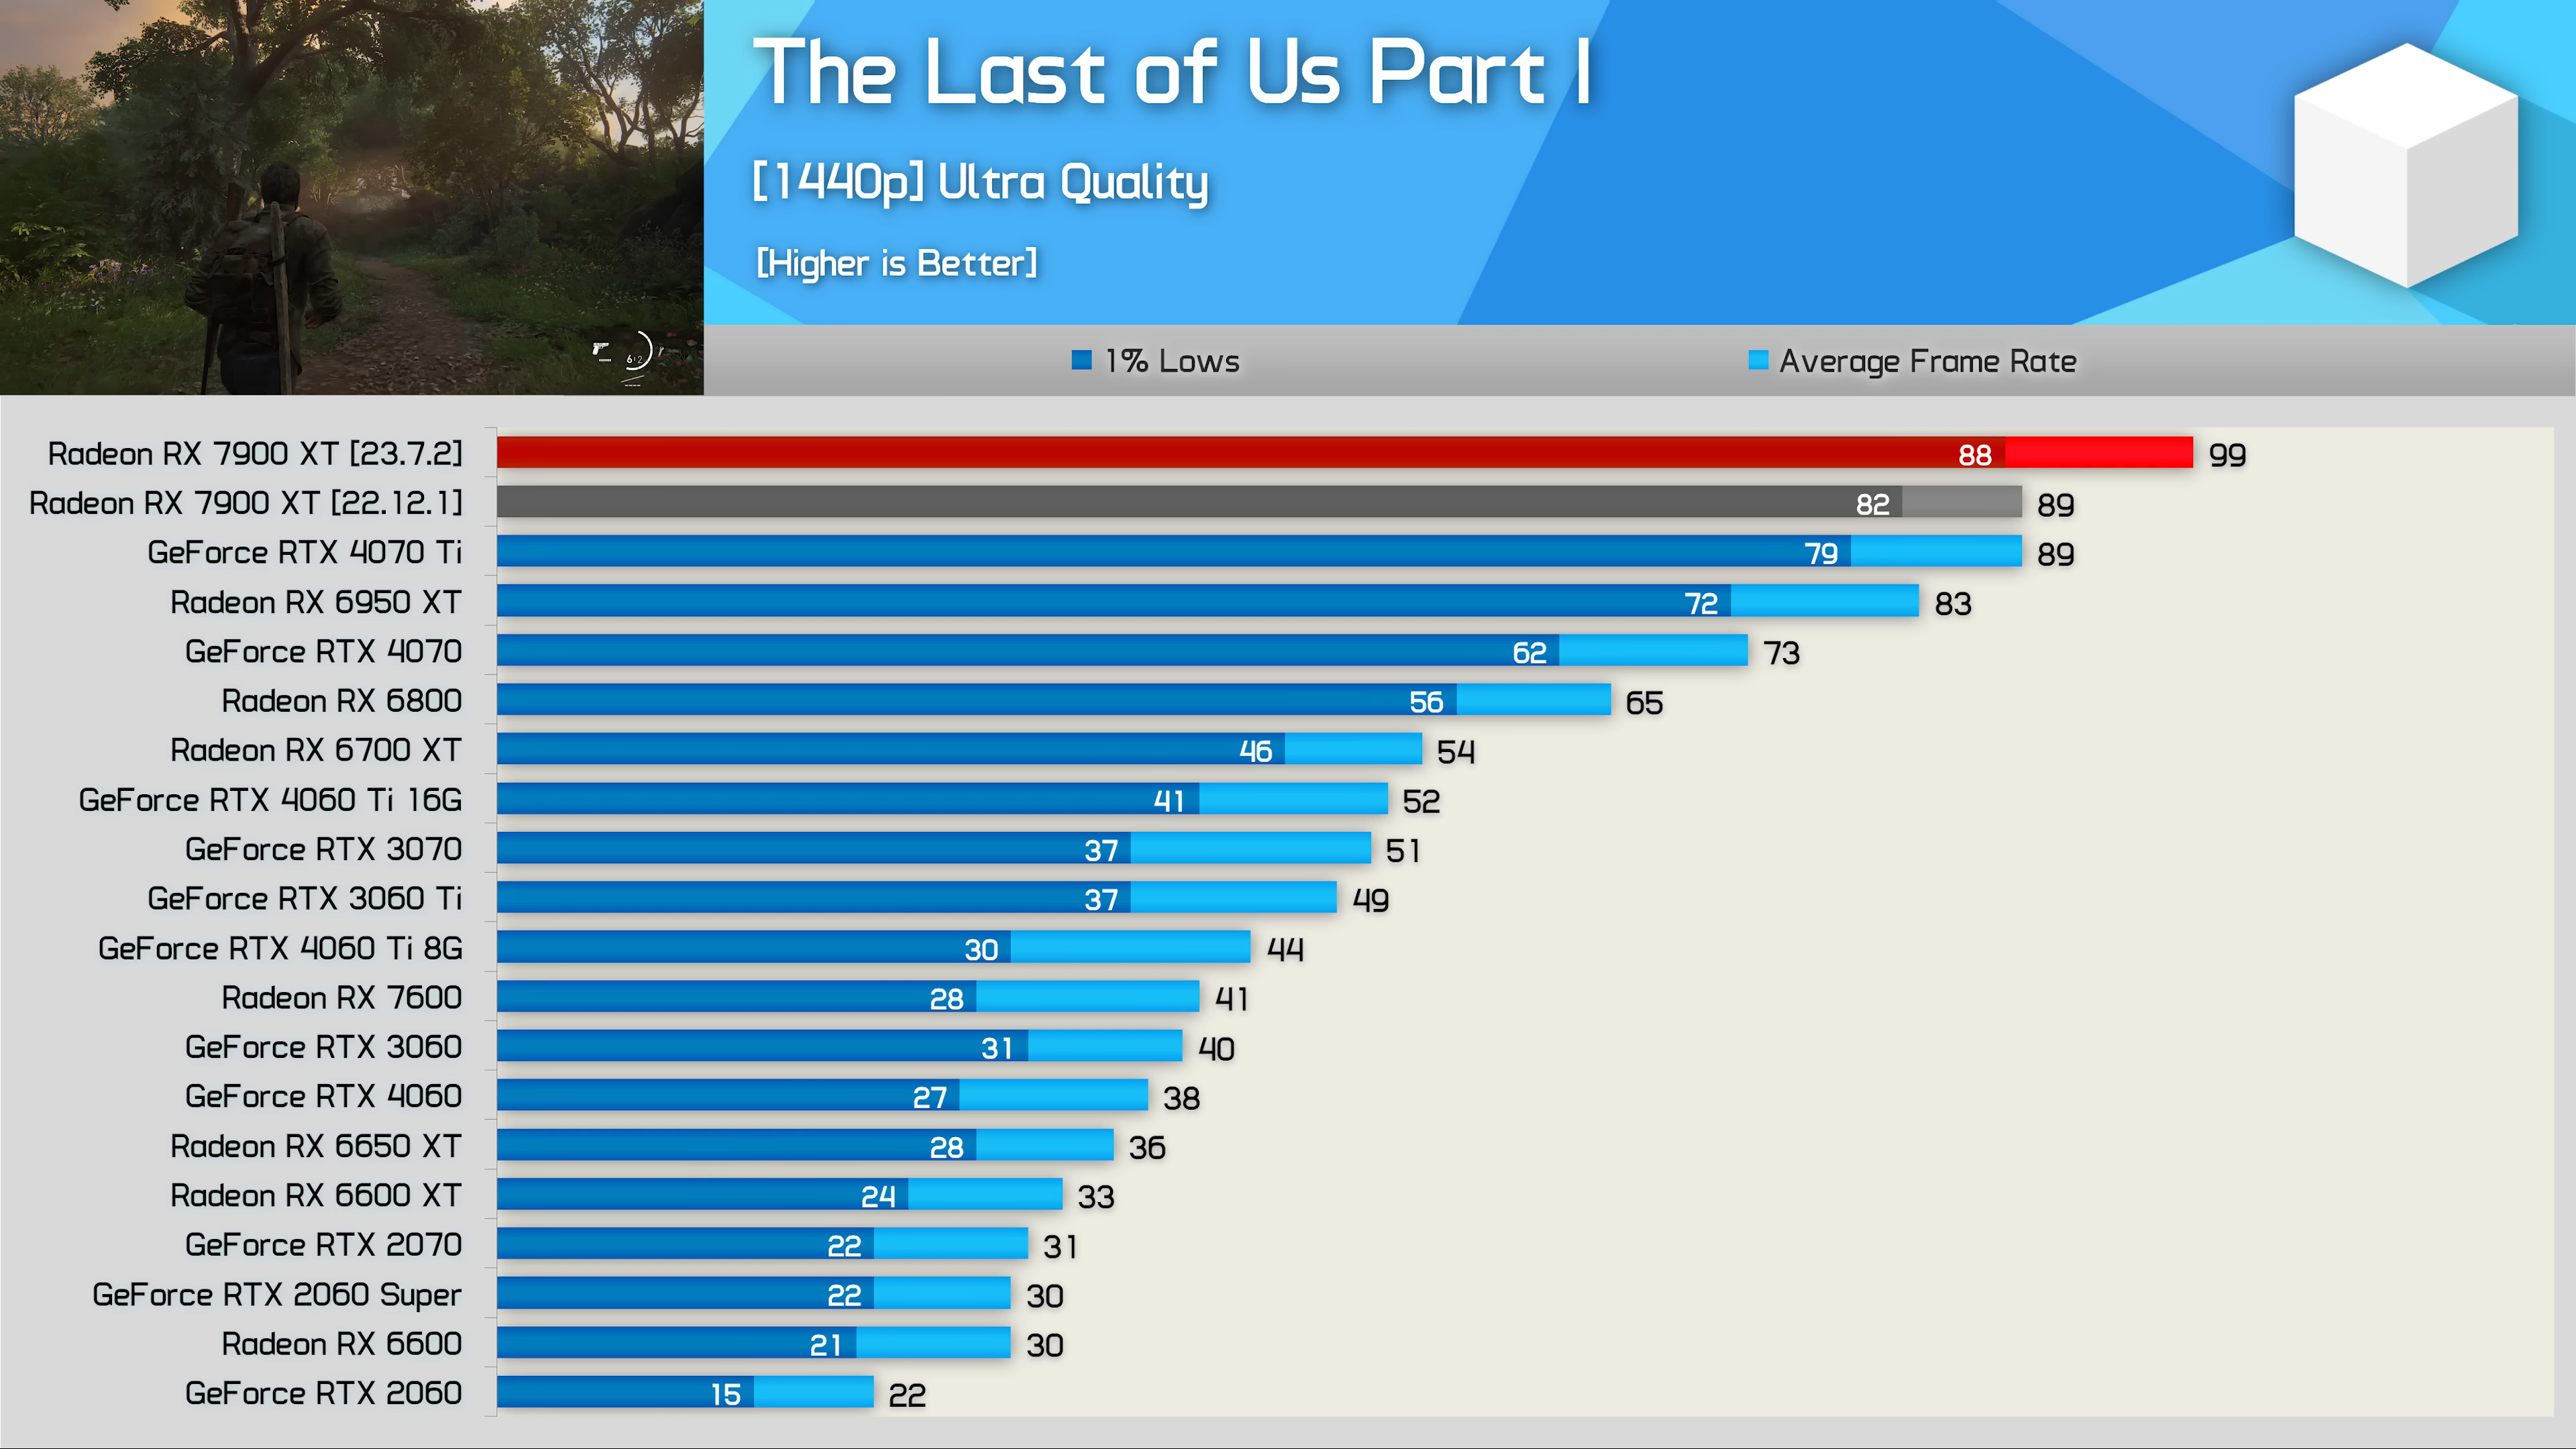 The Last of Us Part I
[1440p] Ultra Quality
[Higher is Better]
1% Lows
Average Frame Rate
Radeon RX 7900 XT [23.7.2] 88 99
Radeon RX 7900 XT [22.12.1] 82 89
GeForce RTX 4070 Ti 79 89
Radeon RX 6950 XT 72 83
GeForce RTX 4070 62 73
Radeon RX 6800 56 65
Radeon RX 6700 XT 46 54
GeForce RTX 4060 Ti 16G 41 52
GeForce RTX 3070 37 51
GeForce RTX 3060 Ti 37 49
GeForce RTX 4060 Ti 8G 30 44
Radeon RX 7600 28 41
GeForce RTX 3060 31 40
GeForce RTX 4060 27 38
Radeon RX 6650 XT 28 36
Radeon RX 6600 XT 24 33
GeForce RTX 2070 22 31
GeForce RTX 2060 Super 22 30
Radeon RX 6600 21 30
GeForce RTX 2060 15 22